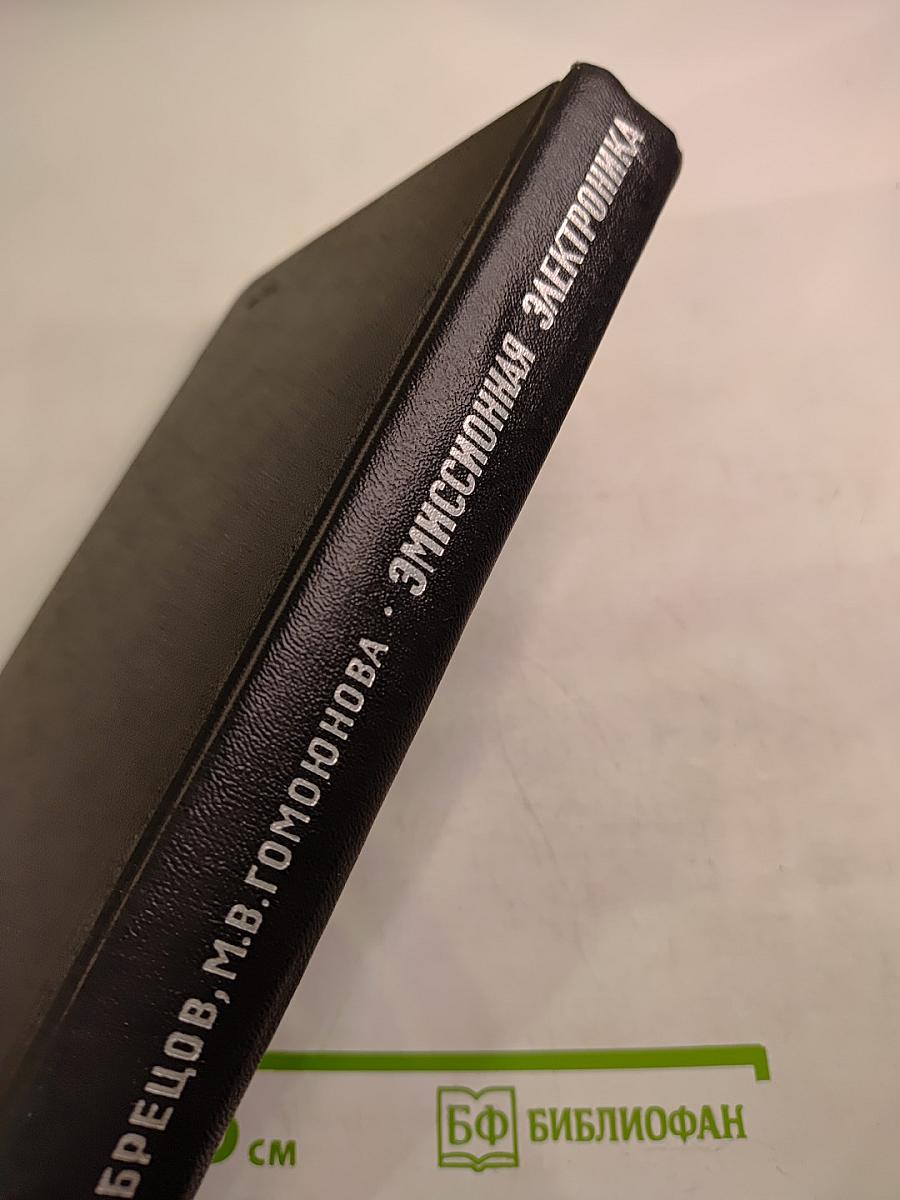 БРЕЦОВ, М.В.ГОМОЮНОВА · ЭМИССИОННАЯ ЭЛЕКТРОНИКА
см
БФ БИБЛИОФАН